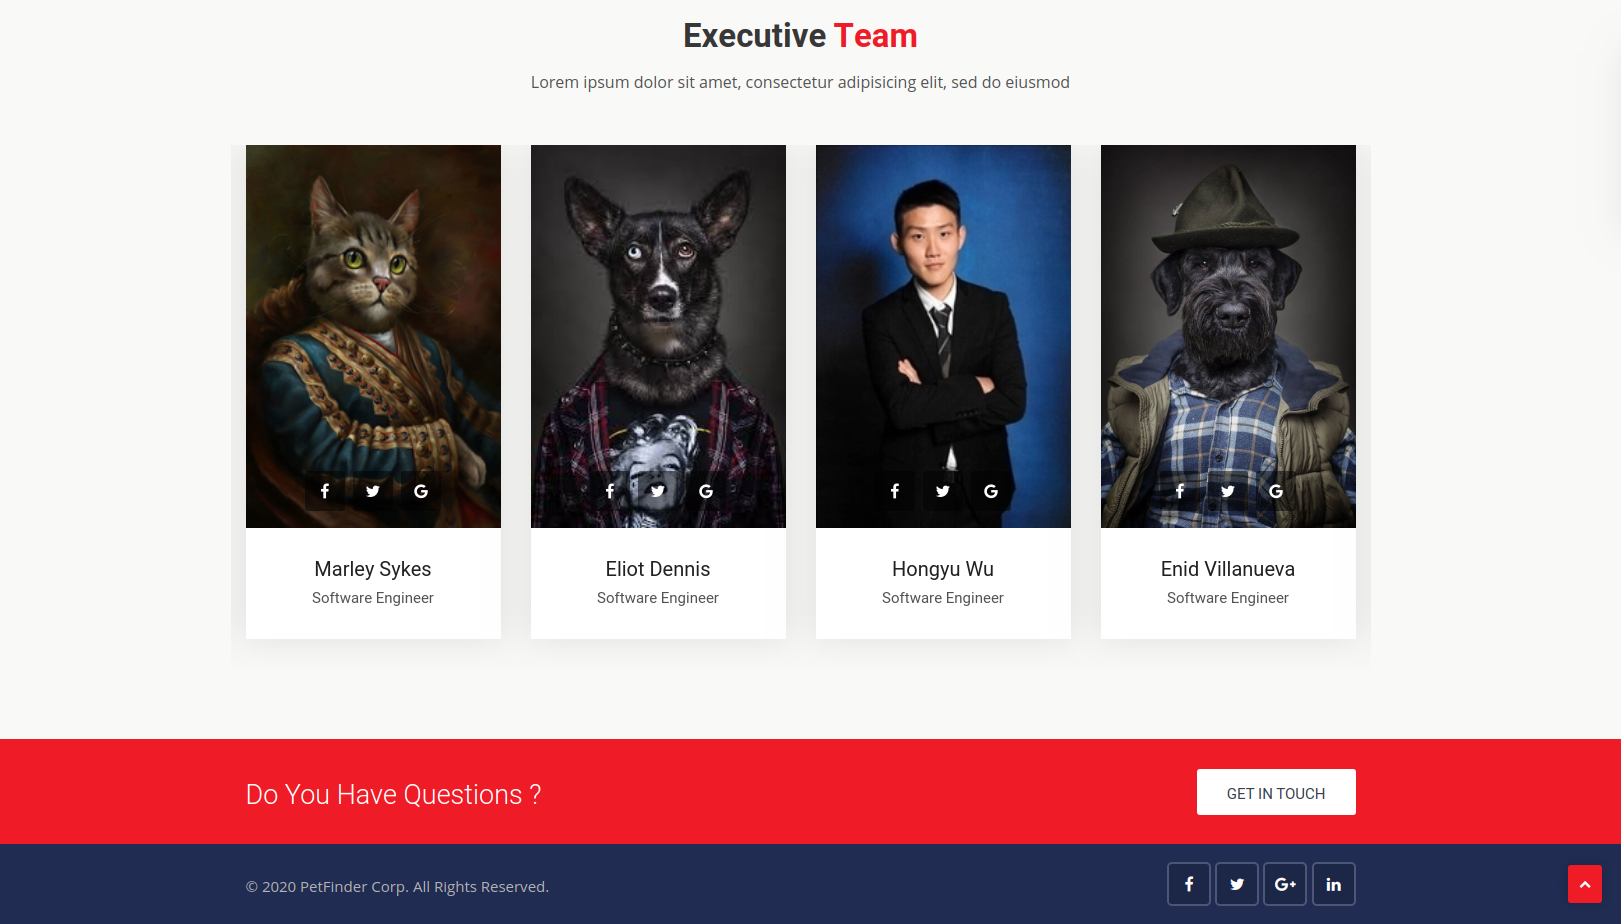 Executive Team
Lorem ipsum dolor sit amet, consectetur adipisicing elit, sed do eiusmod
Marley Sykes
Software Engineer
Eliot Dennis
Software Engineer
Hongyu Wu
Software Engineer
Enid Villanueva
Software Engineer
Do You Have Questions ?
GET IN TOUCH
© 2020 PetFinder Corp. All Rights Reserved.